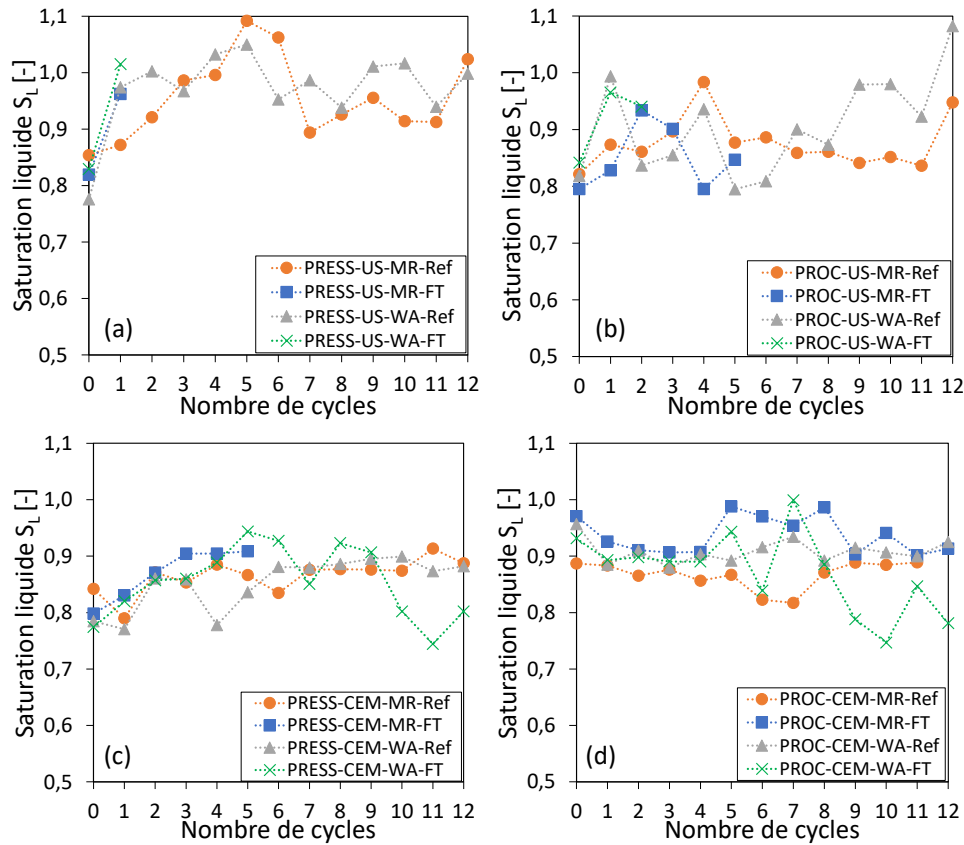 1,1
1,0
0,9
0,8
0,7
0,6
0,5
Saturation liquide S_L [-]
PRESS-US-MR-Ref
PRESS-US-MR-FT
PRESS-US-WA-Ref
PRESS-US-WA-FT
(a)
0 1 2 3 4 5 6 7 8 9 10 11 12
Nombre de cycles
1,1
1,0
0,9
0,8
0,7
0,6
0,5
Saturation liquide S_L [-]
PROC-US-MR-Ref
PROC-US-MR-FT
PROC-US-WA-Ref
PROC-US-WA-FT
(b)
0 1 2 3 4 5 6 7 8 9 10 11 12
Nombre de cycles
1,1
1,0
0,9
0,8
0,7
0,6
0,5
Saturation liquide S_L [-]
PRESS-CEM-MR-Ref
PRESS-CEM-MR-FT
PRESS-CEM-WA-Ref
PRESS-CEM-WA-FT
(c)
0 1 2 3 4 5 6 7 8 9 10 11 12
Nombre de cycles
1,1
1,0
0,9
0,8
0,7
0,6
0,5
Saturation liquide S_L [-]
PROC-CEM-MR-Ref
PROC-CEM-MR-FT
PROC-CEM-WA-Ref
PROC-CEM-WA-FT
(d)
0 1 2 3 4 5 6 7 8 9 10 11 12
Nombre de cycles